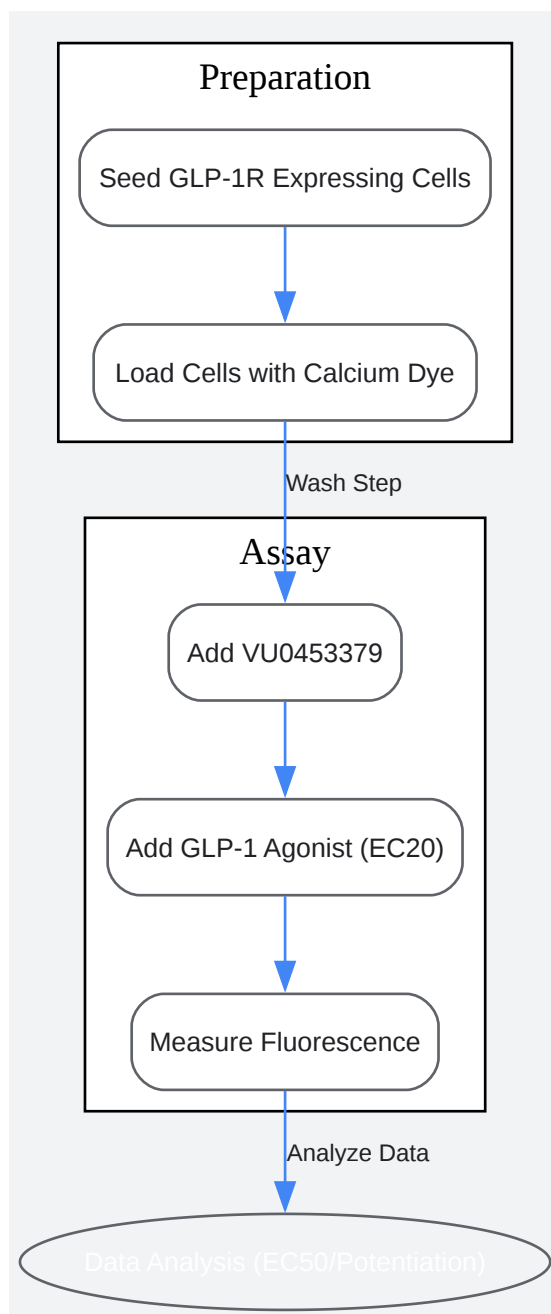 Preparation
Seed GLP-1R Expressing Cells
Load Cells with Calcium Dye
Wash Step
Assay
Add VU0453379
Add GLP-1 Agonist (EC20)
Measure Fluorescence
Analyze Data
Data Analysis (EC50/Potentiation)